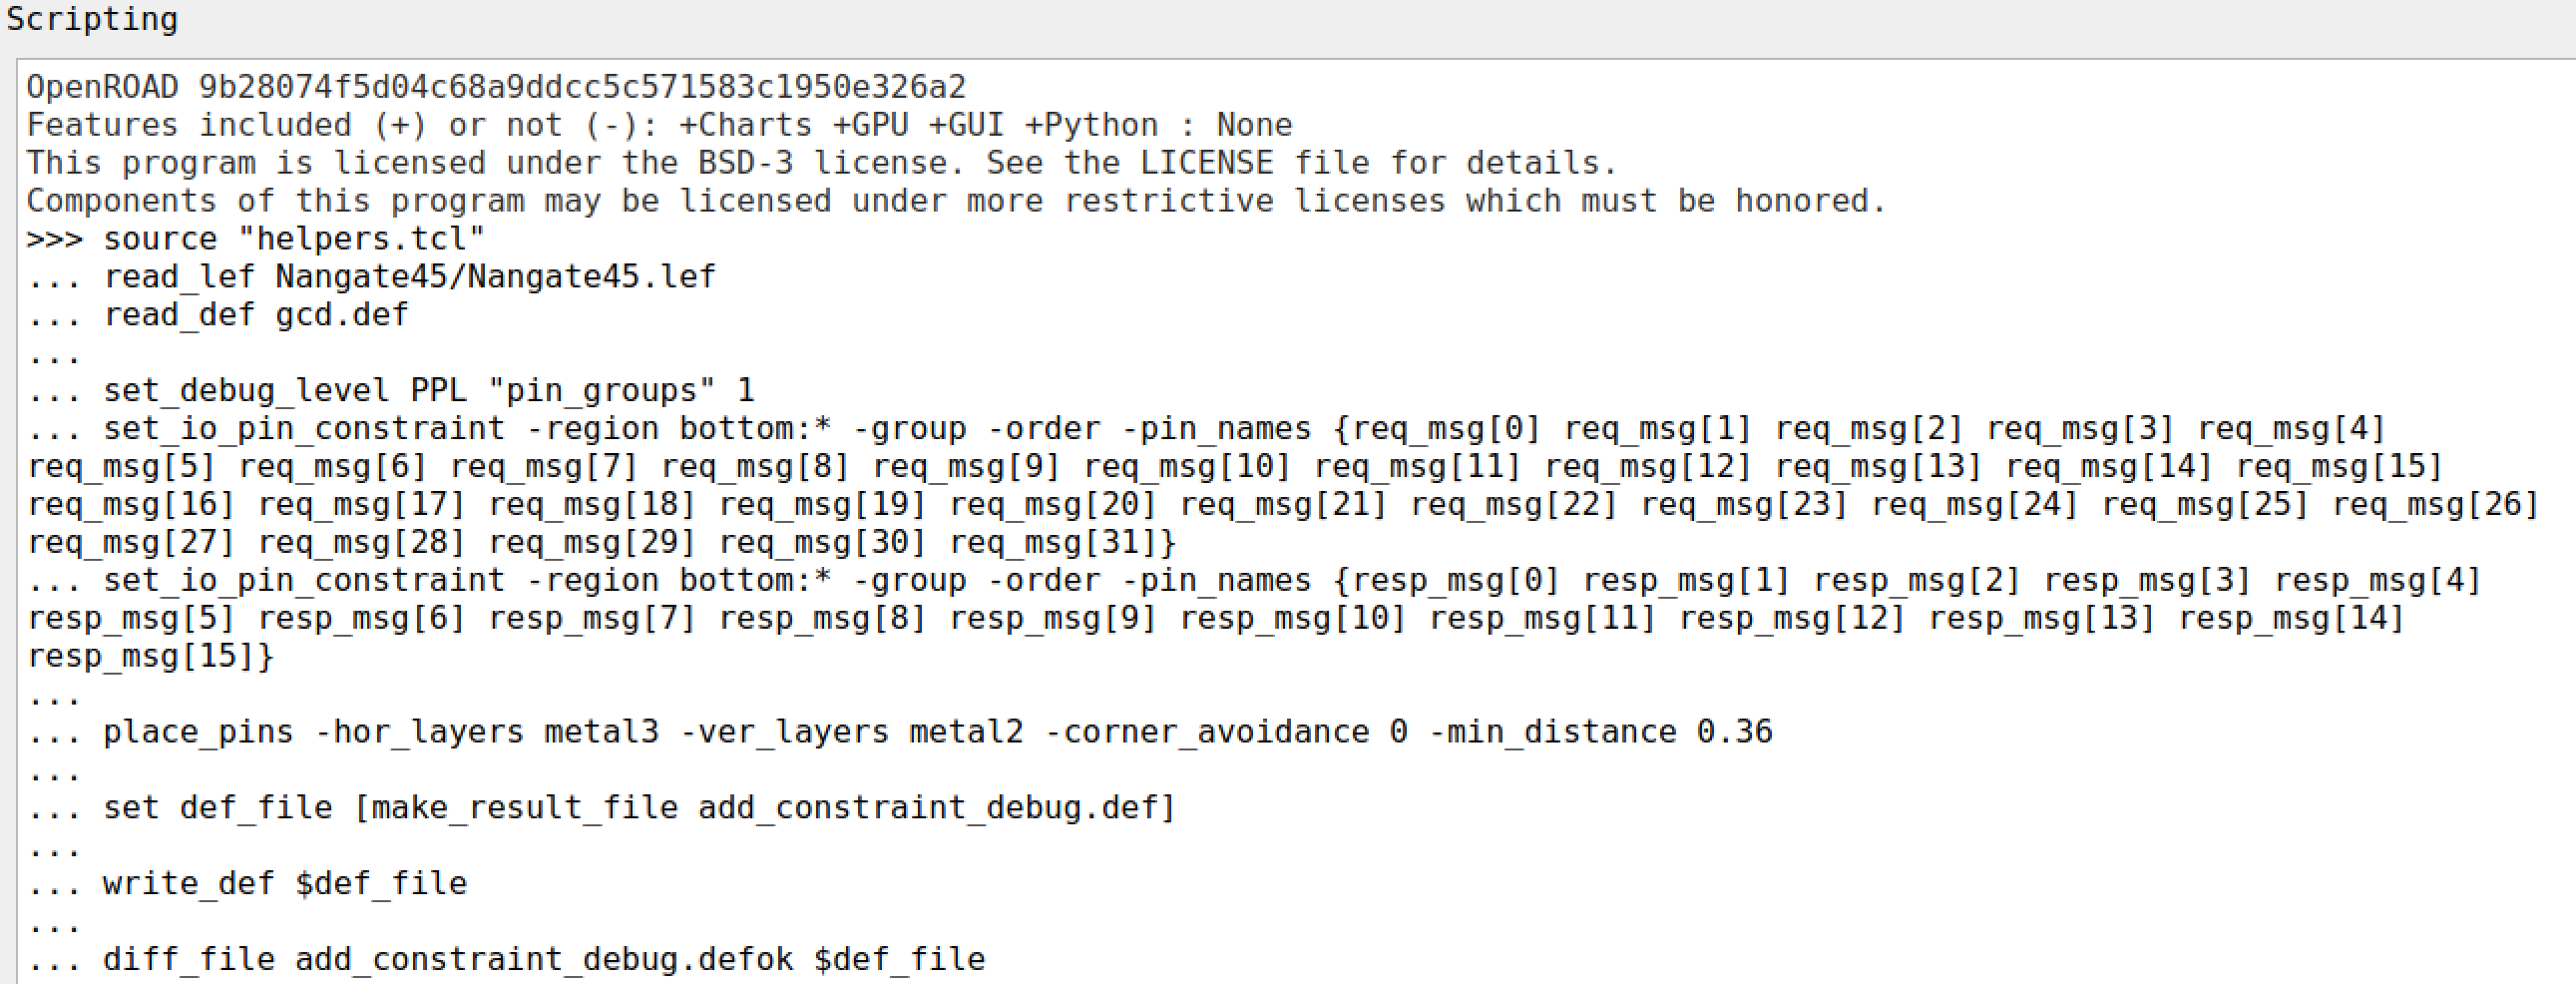 Scripting
OpenROAD 9b28074f5d04c68a9ddcc5c571583c1950e326a2
Features included (+) or not (-): +Charts +GPU +GUI +Python : None
This program is licensed under the BSD-3 license. See the LICENSE file for details.
Components of this program may be licensed under more restrictive licenses which must be honored.
>>> source "helpers.tcl"
... read_lef Nangate45/Nangate45.lef
... read_def gcd.def
...
... set_debug_level PPL "pin_groups" 1
... set_io_pin_constraint -region bottom:* -group -order -pin_names {req_msg[0] req_msg[1] req_msg[2] req_msg[3] req_msg[4]
req_msg[5] req_msg[6] req_msg[7] req_msg[8] req_msg[9] req_msg[10] req_msg[11] req_msg[12] req_msg[13] req_msg[14] req_msg[15]
req_msg[16] req_msg[17] req_msg[18] req_msg[19] req_msg[20] req_msg[21] req_msg[22] req_msg[23] req_msg[24] req_msg[25] req_msg[26]
req_msg[27] req_msg[28] req_msg[29] req_msg[30] req_msg[31]}
... set_io_pin_constraint -region bottom:* -group -order -pin_names {resp_msg[0] resp_msg[1] resp_msg[2] resp_msg[3] resp_msg[4]
resp_msg[5] resp_msg[6] resp_msg[7] resp_msg[8] resp_msg[9] resp_msg[10] resp_msg[11] resp_msg[12] resp_msg[13] resp_msg[14]
resp_msg[15]}
...
... place_pins -hor_layers metal3 -ver_layers metal2 -corner_avoidance 0 -min_distance 0.36
...
... set def_file [make_result_file add_constraint_debug.def]
...
... write_def $def_file
...
... diff_file add_constraint_debug.defok $def_file